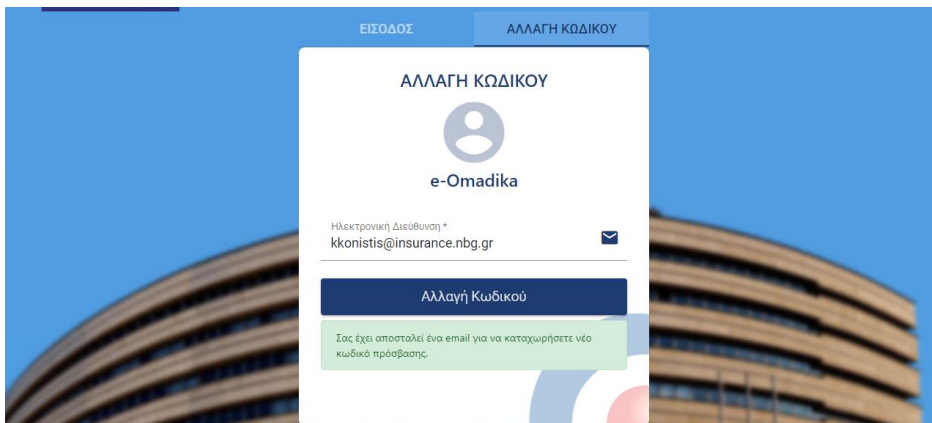 ΕΙΣΟΔΟΣ
ΑΛΛΑΓΗ ΚΩΔΙΚΟΥ
ΑΛΛΑΓΗ ΚΩΔΙΚΟΥ
e-Omadika
Ηλεκτρονική Διεύθυνση *
kkonistis@insurance.nbg.gr
Αλλαγή Κωδικού
Σας έχει αποσταλεί ένα email για να καταχωρήσετε νέο
κωδικό πρόσβασης.